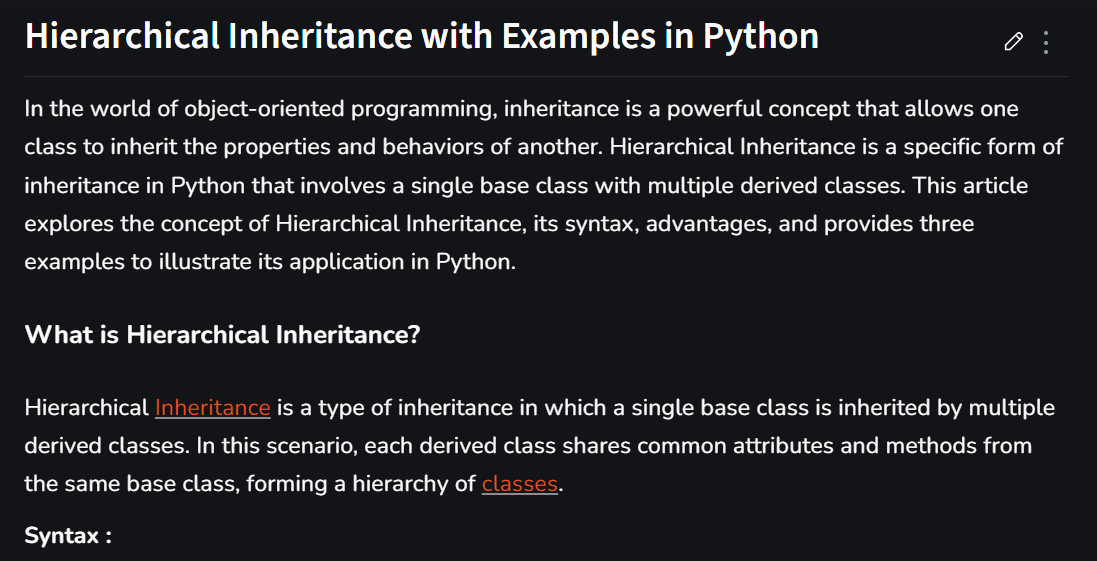 Hierarchical Inheritance with Examples in Python
In the world of object-oriented programming, inheritance is a powerful concept that allows one
class to inherit the properties and behaviors of another. Hierarchical Inheritance is a specific form of
inheritance in Python that involves a single base class with multiple derived classes. This article
explores the concept of Hierarchical Inheritance, its syntax, advantages, and provides three
examples to illustrate its application in Python.
What is Hierarchical Inheritance?
Hierarchical Inheritance is a type of inheritance in which a single base class is inherited by multiple
derived classes. In this scenario, each derived class shares common attributes and methods from
the same base class, forming a hierarchy of classes.
Syntax :